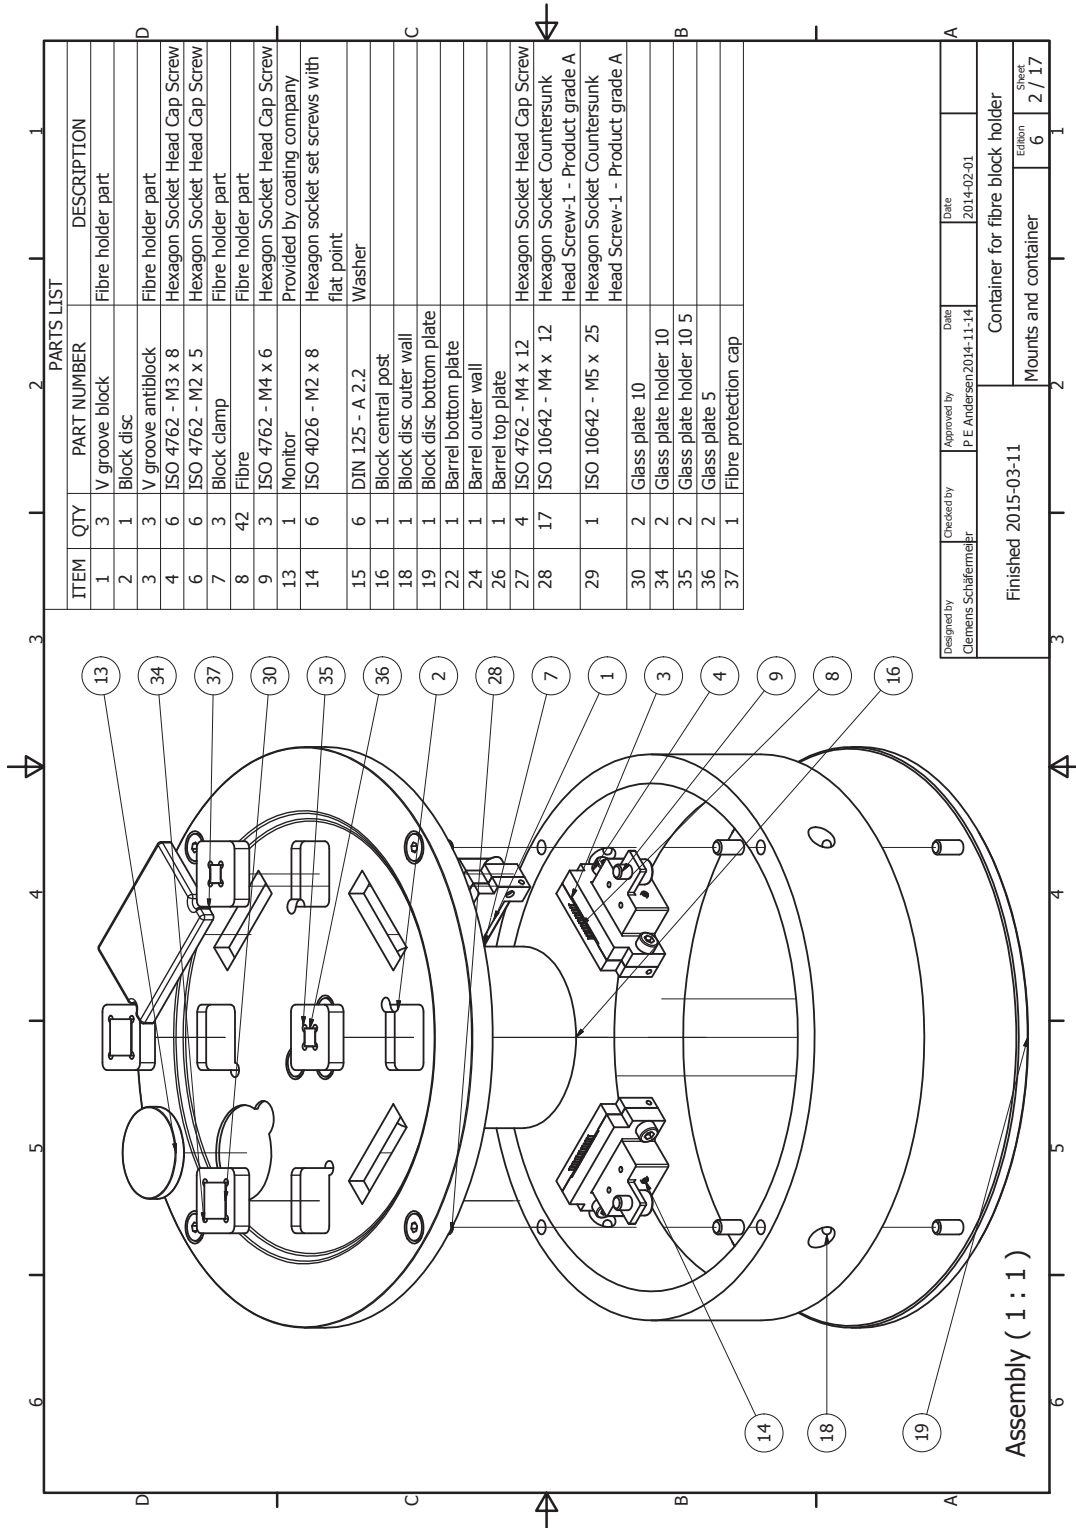 6
5
4
3
2
1
D
D
C
C
B
B
A
A
PARTS LIST
ITEM QTY PART NUMBER DESCRIPTION
1 3 V groove block Fibre holder part
2 1 Block disc
3 3 V groove antiblock Fibre holder part
4 6 ISO 4762 - M3 x 8 Hexagon Socket Head Cap Screw
6 6 ISO 4762 - M2 x 5 Hexagon Socket Head Cap Screw
7 3 Block clamp Fibre holder part
8 42 Fibre Fibre holder part
9 3 ISO 4762 - M4 x 6 Hexagon Socket Head Cap Screw
13 1 Monitor Provided by coating company
14 6 ISO 4026 - M2 x 8 Hexagon socket set screws with
flat point
15 6 DIN 125 - A 2.2 Washer
16 1 Block central post
18 1 Block disc outer wall
19 1 Block disc bottom plate
22 1 Barrel bottom plate
24 1 Barrel outer wall
26 1 Barrel top plate
27 4 ISO 4762 - M4 x 12 Hexagon Socket Head Cap Screw
28 17 ISO 10642 - M4 x 12 Hexagon Socket Countersunk
Head Screw-1 - Product grade A
29 1 ISO 10642 - M5 x 25 Hexagon Socket Countersunk
Head Screw-1 - Product grade A
30 2 Glass plate 10
34 2 Glass plate holder 10
35 2 Glass plate holder 10 5
36 2 Glass plate 5
37 1 Fibre protection cap
13
34
37
30
35
36
2
28
7
1
3
4
9
8
16
14
18
19
Assembly ( 1 : 1 )
Designed by
Clemens Schäfermeier
Checked by
Approved by
P E Andersen
Date
2014-11-14
Date
2014-02-01
Finished 2015-03-11
Container for fibre block holder
Mounts and container
Edition
6
Sheet
2 / 17
6
5
4
3
2
1